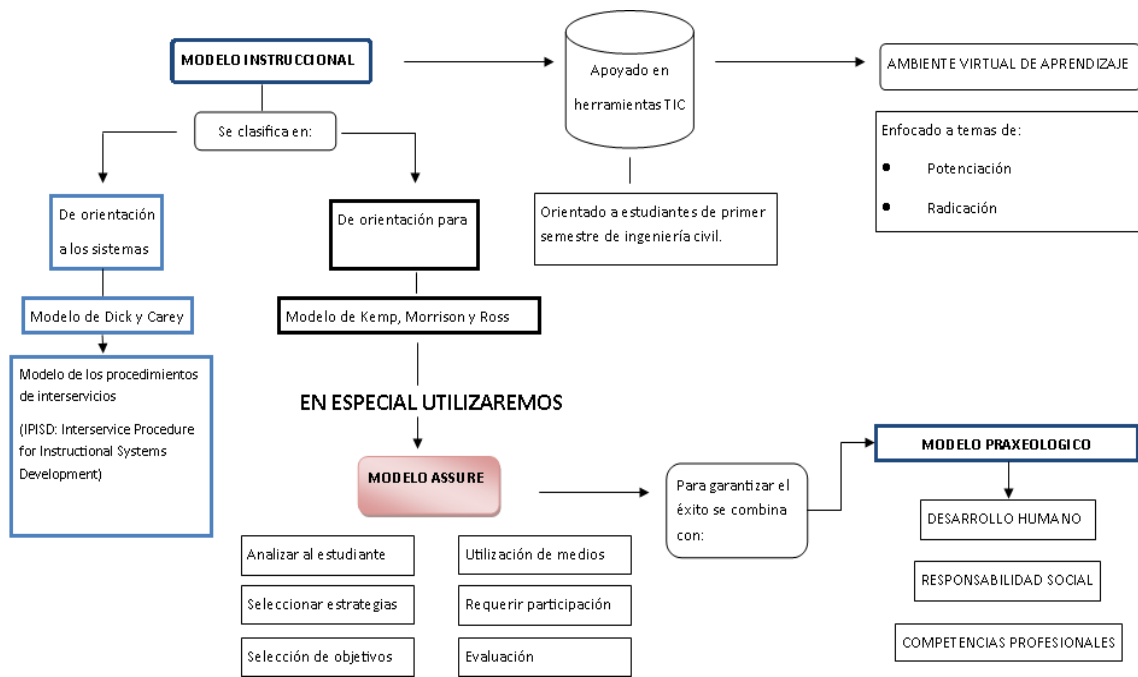 MODELO INSTRUCCIONAL
Apoyado en
herramientas TIC
AMBIENTE VIRTUAL DE APRENDIZAJE
Se clasifica en:
Enfocado a temas de:
● Potenciación
● Radicación
De orientación
a los sistemas
De orientación para
Orientado a estudiantes de primer
semestre de ingeniería civil.
Modelo de Dick y Carey
Modelo de Kemp, Morrison y Ross
Modelo de los procedimientos
de interservicios
(IPISD: Interservice Procedure
for Instructional Systems
Development)
EN ESPECIAL UTILIZAREMOS
MODELO ASSURE
Para garantizar el
éxito se combina
con:
MODELO PRAXEOLOGICO
DESARROLLO HUMANO
RESPONSABILIDAD SOCIAL
COMPETENCIAS PROFESIONALES
Analizar al estudiante
Utilización de medios
Seleccionar estrategias
Requerir participación
Selección de objetivos
Evaluación